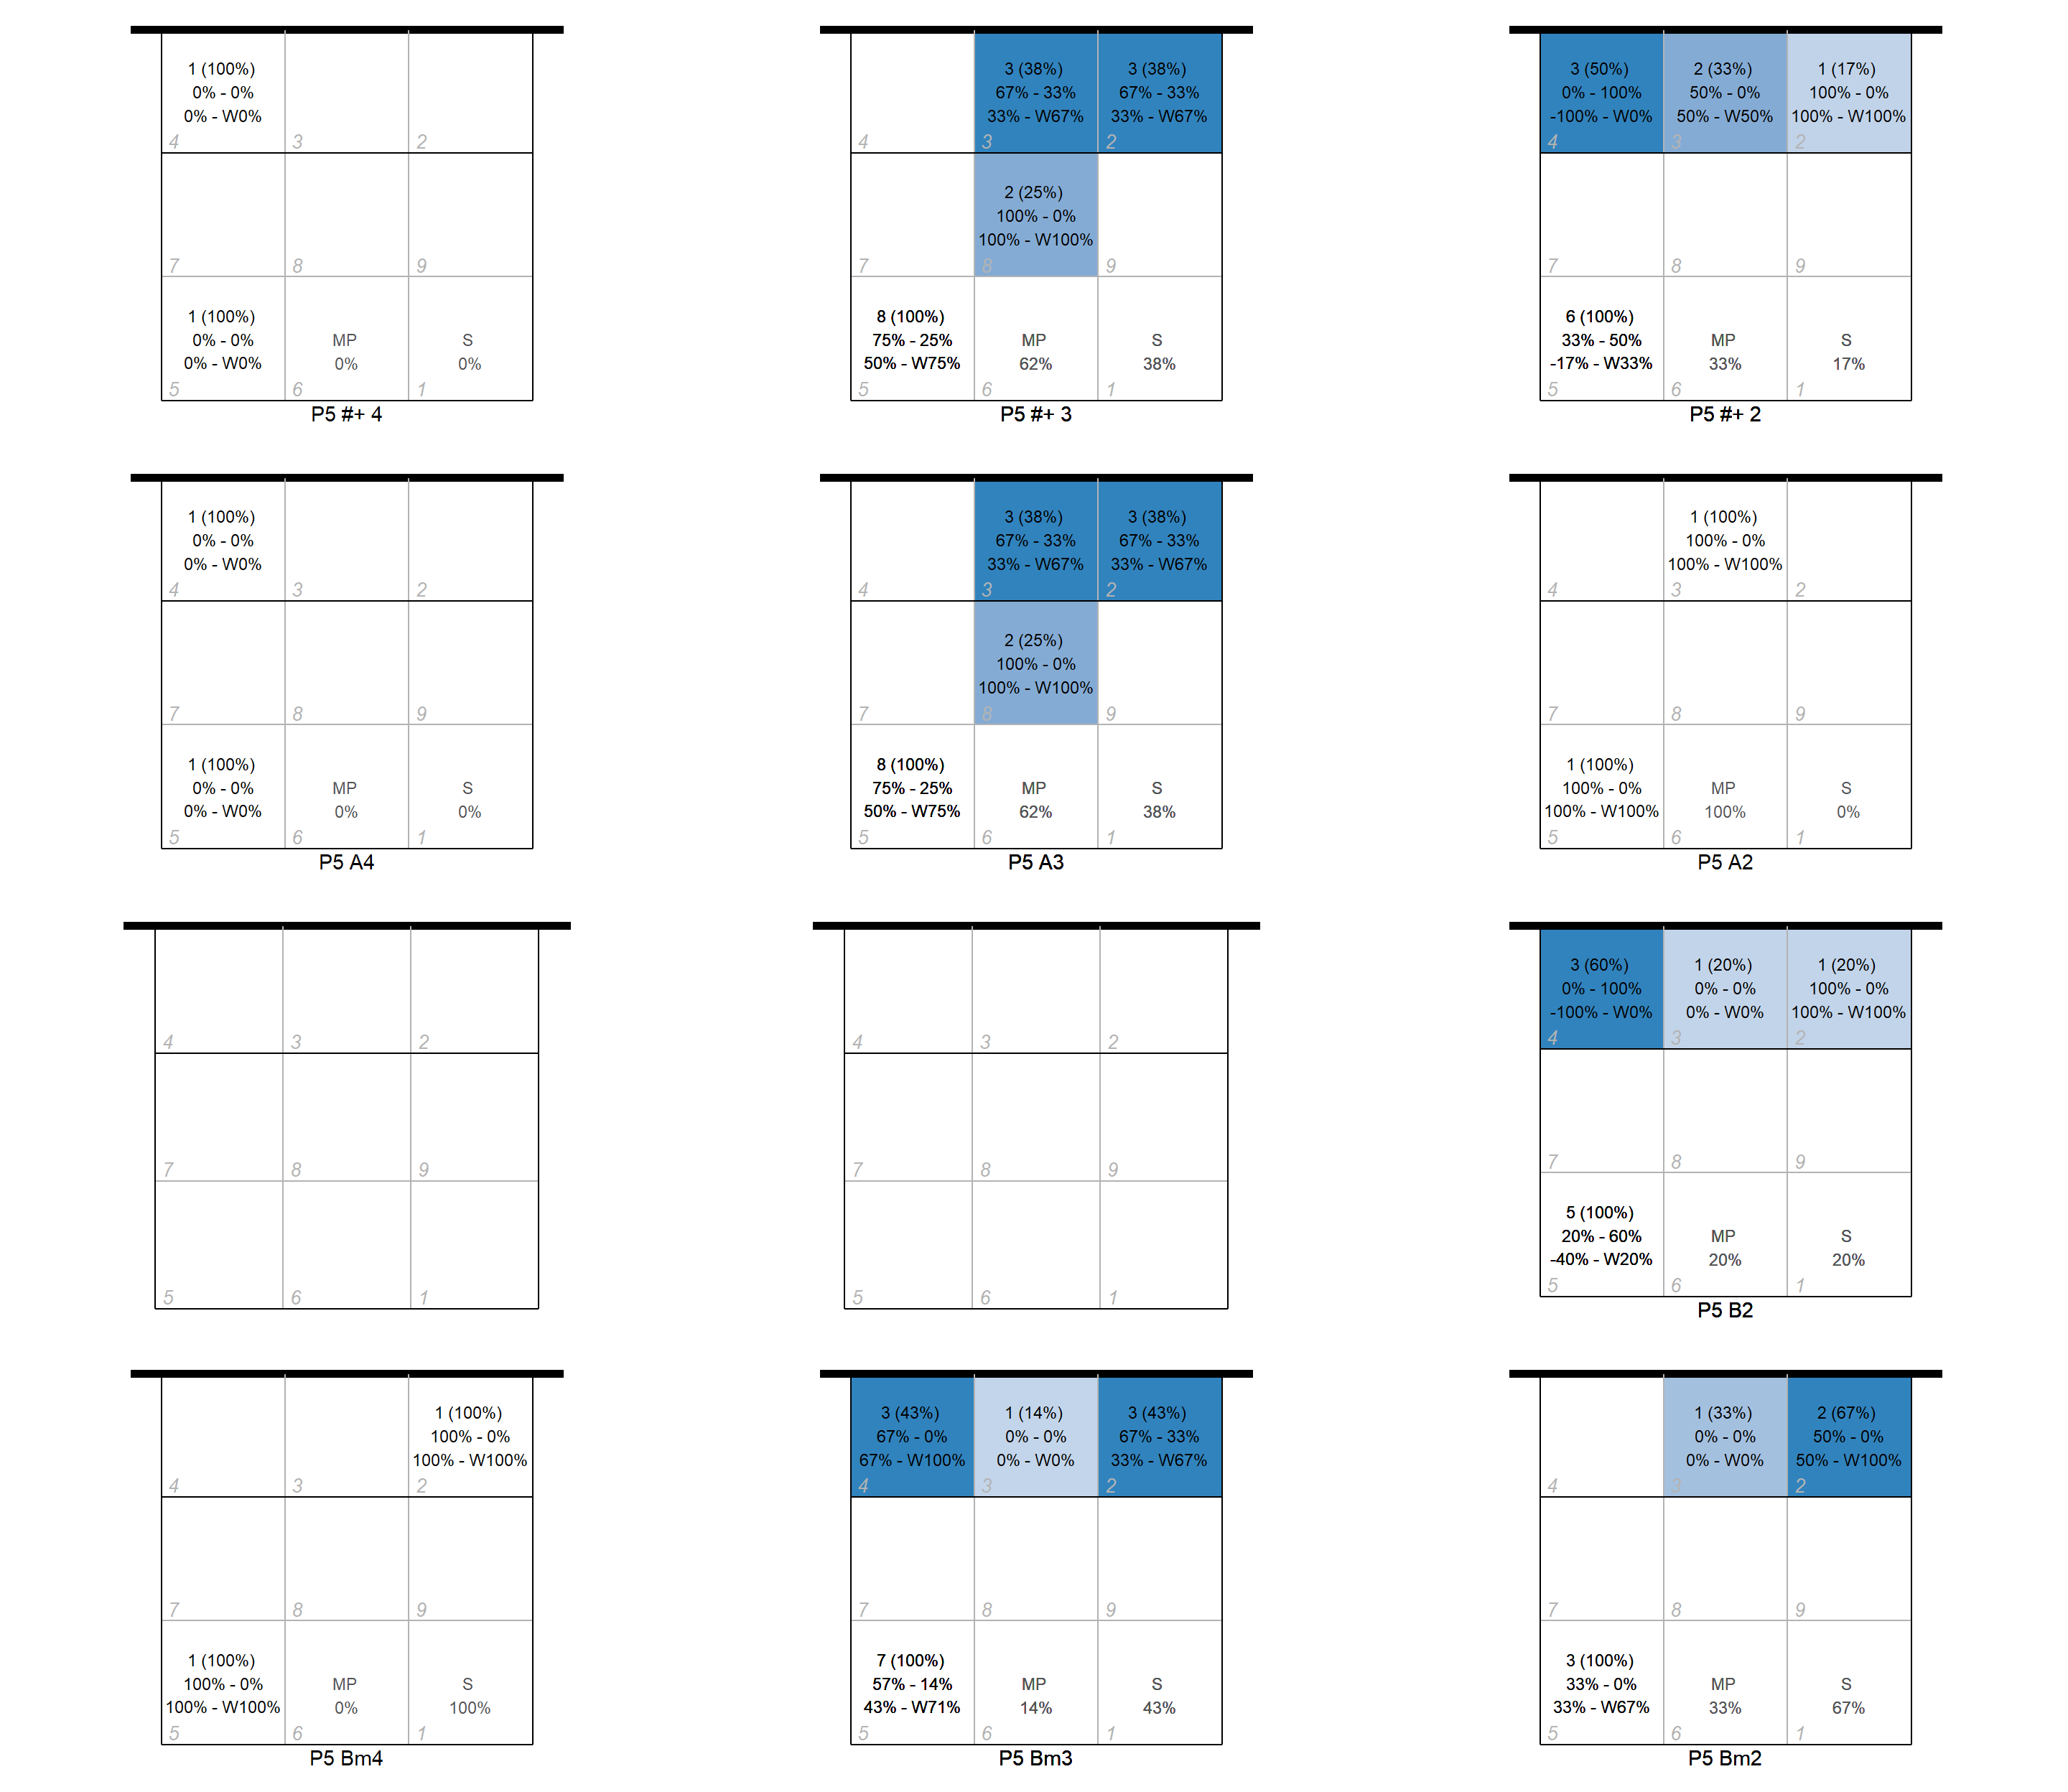 1 (100%)
0% - 0%
0% - W0%
4
3
2
7
8
9
1 (100%)
0% - 0%
0% - W0%
5
MP
0%
6
S
0%
1
P5 #+ 4
4
3 (38%)
67% - 33%
33% - W67%
3
3 (38%)
67% - 33%
33% - W67%
2
7
2 (25%)
100% - 0%
100% - W100%
8
9
8 (100%)
75% - 25%
50% - W75%
5
MP
62%
6
S
38%
1
P5 #+ 3
3 (50%)
0% - 100%
-100% - W0%
4
2 (33%)
50% - 0%
50% - W50%
3
1 (17%)
100% - 0%
100% - W100%
2
7
8
9
6 (100%)
33% - 50%
-17% - W33%
5
MP
33%
6
S
17%
1
P5 #+ 2
1 (100%)
0% - 0%
0% - W0%
4
3
2
7
8
9
1 (100%)
0% - 0%
0% - W0%
5
MP
0%
6
S
0%
1
P5 A4
4
3 (38%)
67% - 33%
33% - W67%
3
3 (38%)
67% - 33%
33% - W67%
2
7
2 (25%)
100% - 0%
100% - W100%
8
9
8 (100%)
75% - 25%
50% - W75%
5
MP
62%
6
S
38%
1
P5 A3
4
1 (100%)
100% - 0%
100% - W100%
3
2
7
8
9
1 (100%)
100% - 0%
100% - W100%
5
MP
100%
6
S
0%
1
P5 A2
4
3
2
7
8
9
5
6
1
4
3
2
7
8
9
5
6
1
3 (60%)
0% - 100%
-100% - W0%
4
1 (20%)
0% - 0%
0% - W0%
3
1 (20%)
100% - 0%
100% - W100%
2
7
8
9
5 (100%)
20% - 60%
-40% - W20%
5
MP
20%
6
S
20%
1
P5 B2
4
3
1 (100%)
100% - 0%
100% - W100%
2
7
8
9
1 (100%)
100% - 0%
100% - W100%
5
MP
0%
6
S
100%
1
P5 Bm4
3 (43%)
67% - 0%
67% - W100%
4
1 (14%)
0% - 0%
0% - W0%
3
3 (43%)
67% - 33%
33% - W67%
2
7
8
9
7 (100%)
57% - 14%
43% - W71%
5
MP
14%
6
S
43%
1
P5 Bm3
4
1 (33%)
0% - 0%
0% - W0%
3
2 (67%)
50% - 0%
50% - W100%
2
7
8
9
3 (100%)
33% - 0%
33% - W67%
5
MP
33%
6
S
67%
1
P5 Bm2